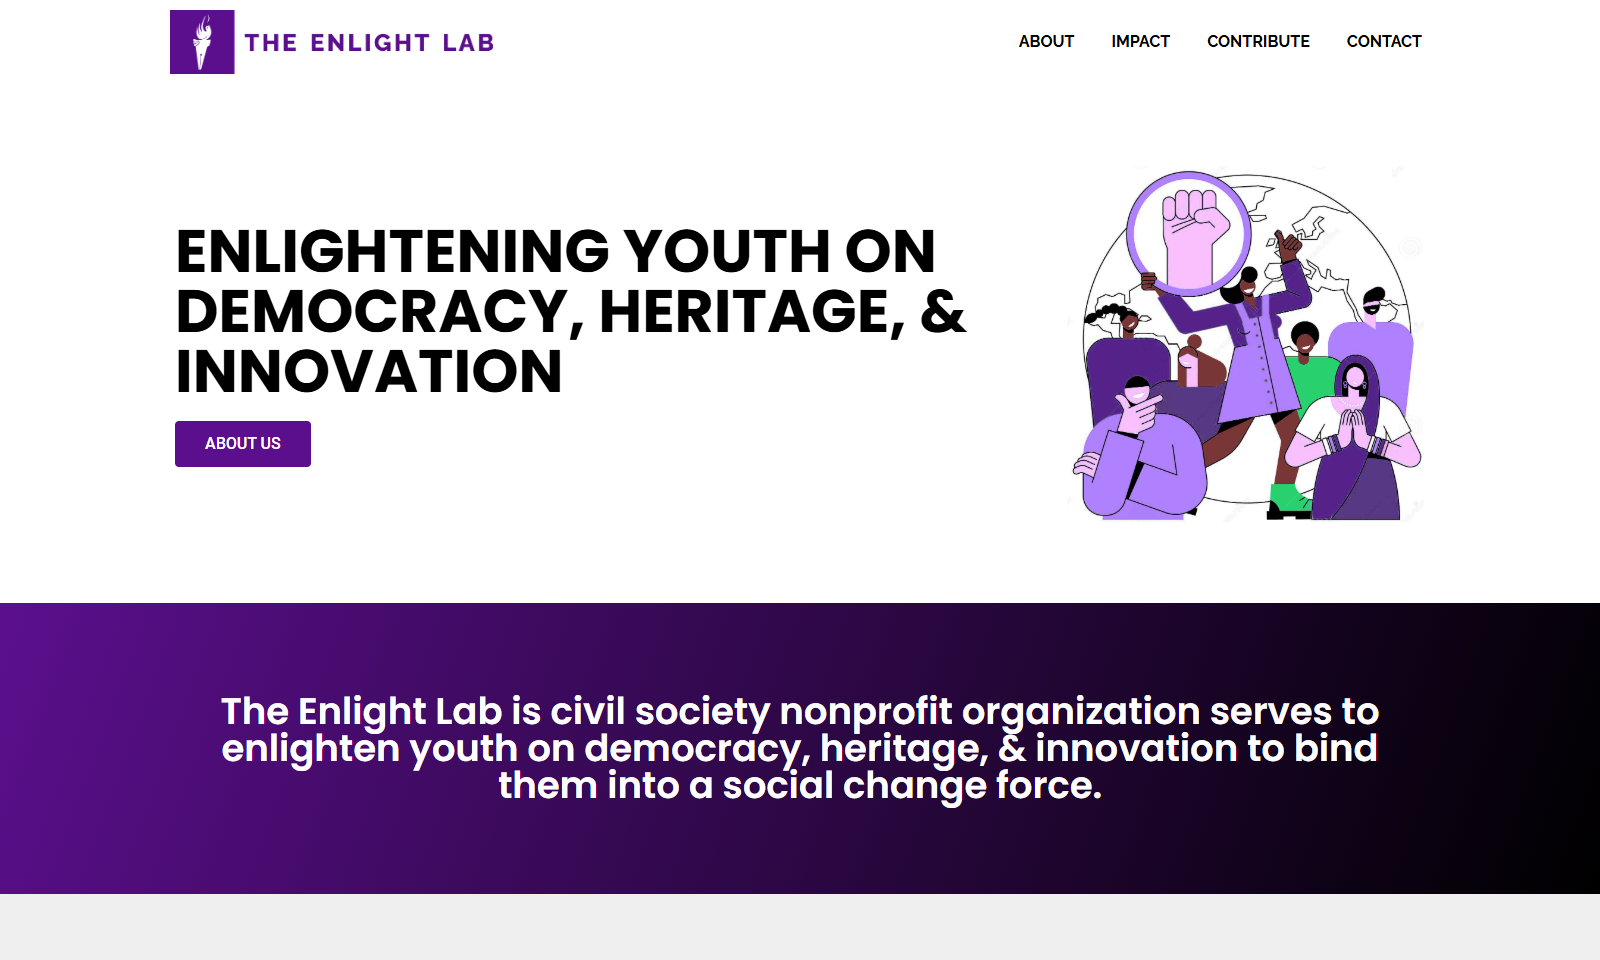 THE ENLIGHT LAB
ABOUT
IMPACT
CONTRIBUTE
CONTACT
ENLIGHTENING YOUTH ON
DEMOCRACY, HERITAGE, &
INNOVATION
ABOUT US
The Enlight Lab is civil society nonprofit organization serves to
enlighten youth on democracy, heritage, & innovation to bind
them into a social change force.